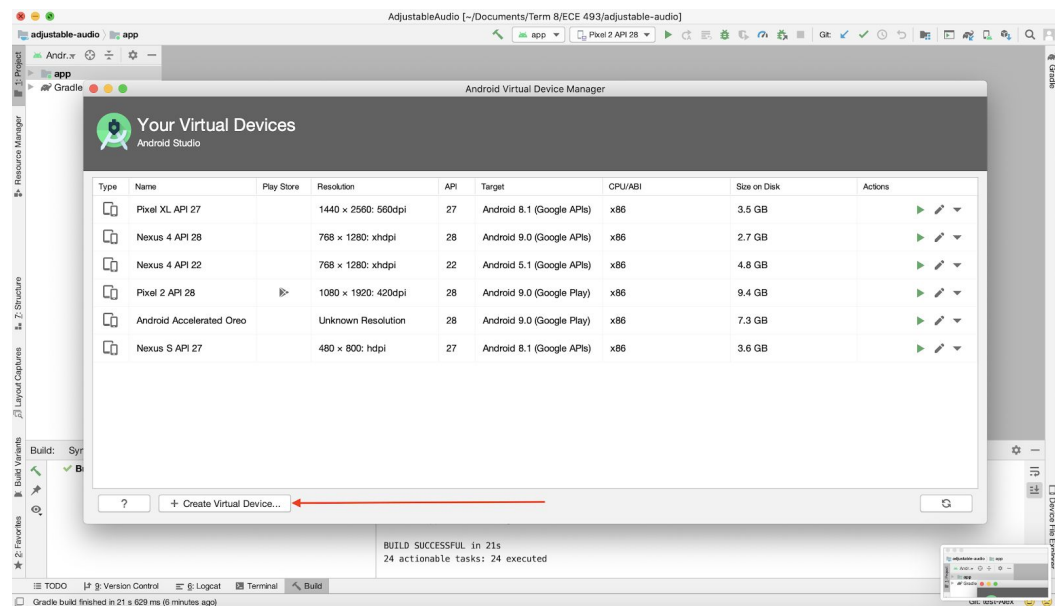 AdjustableAudio [~/Documents/Term 8/ECE 493/adjustable-audio]
adjustable-audio app
app Pixel 2 API 28 Git:
Andr...
app
Gradle
1: Project
Resource Manager
7: Structure
Layout Captures
Build Variants
2: Favorites
Gradle
Device File Explorer
Android Virtual Device Manager
Your Virtual Devices
Android Studio
Type Name Play Store Resolution API Target CPU/ABI Size on Disk Actions
Pixel XL API 27 1440 × 2560: 560dpi 27 Android 8.1 (Google APIs) x86 3.5 GB
Nexus 4 API 28 768 × 1280: xhdpi 28 Android 9.0 (Google APIs) x86 2.7 GB
Nexus 4 API 22 768 × 1280: xhdpi 22 Android 5.1 (Google APIs) x86 4.8 GB
Pixel 2 API 28 1080 × 1920: 420dpi 28 Android 9.0 (Google Play) x86 9.4 GB
Android Accelerated Oreo Unknown Resolution 28 Android 9.0 (Google Play) x86 7.3 GB
Nexus S API 27 480 × 800: hdpi 27 Android 8.1 (Google APIs) x86 3.6 GB
? + Create Virtual Device...
Build: Syn
B
BUILD SUCCESSFUL in 21s
24 actionable tasks: 24 executed
TODO 9: Version Control 6: Logcat Terminal Build
Gradle build finished in 21 s 629 ms (6 minutes ago)
Git: test-Alex